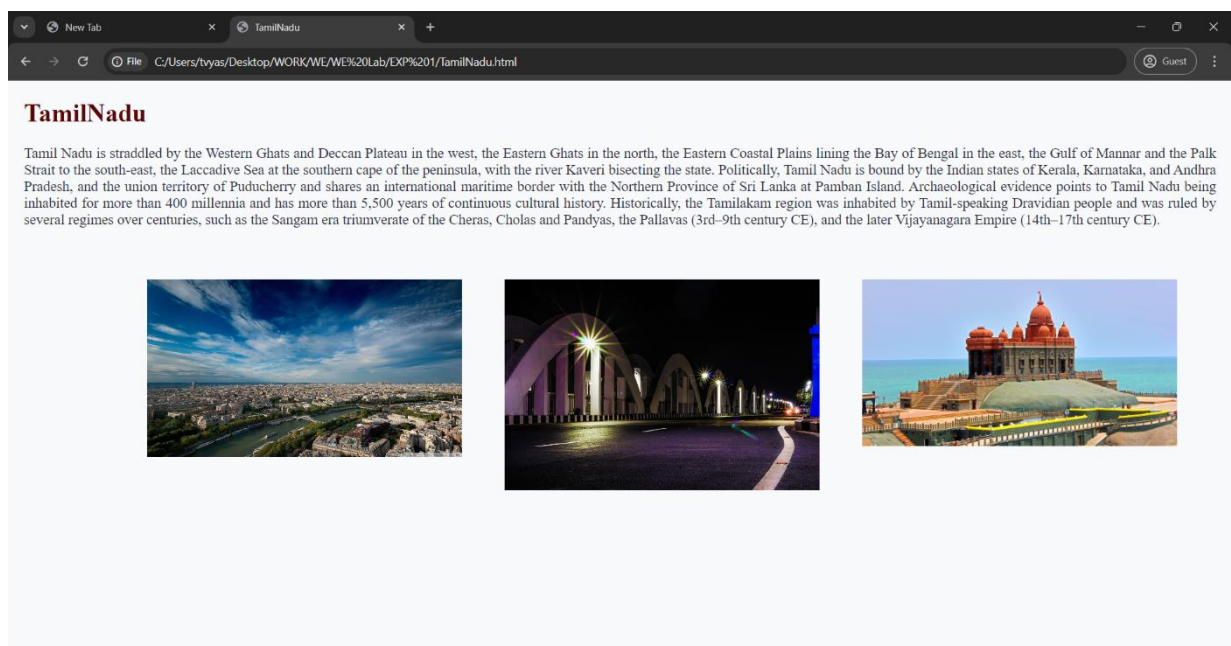 New Tab
TamilNadu
File
C:/Users/tvyas/Desktop/WORK/WE/WE%20Lab/EXP%201/TamilNadu.html
Guest
TamilNadu
Tamil Nadu is straddled by the Western Ghats and Deccan Plateau in the west, the Eastern Ghats in the north, the Eastern Coastal Plains lining the Bay of Bengal in the east, the Gulf of Mannar and the Palk
Strait to the south-east, the Laccadive Sea at the southern cape of the peninsula, with the river Kaveri bisecting the state. Politically, Tamil Nadu is bound by the Indian states of Kerala, Karnataka, and Andhra
Pradesh, and the union territory of Puducherry and shares an international maritime border with the Northern Province of Sri Lanka at Pamban Island. Archaeological evidence points to Tamil Nadu being
inhabited for more than 400 millennia and has more than 5,500 years of continuous cultural history. Historically, the Tamilakam region was inhabited by Tamil-speaking Dravidian people and was ruled by
several regimes over centuries, such as the Sangam era triumverate of the Cheras, Cholas and Pandyas, the Pallavas (3rd–9th century CE), and the later Vijayanagara Empire (14th–17th century CE).